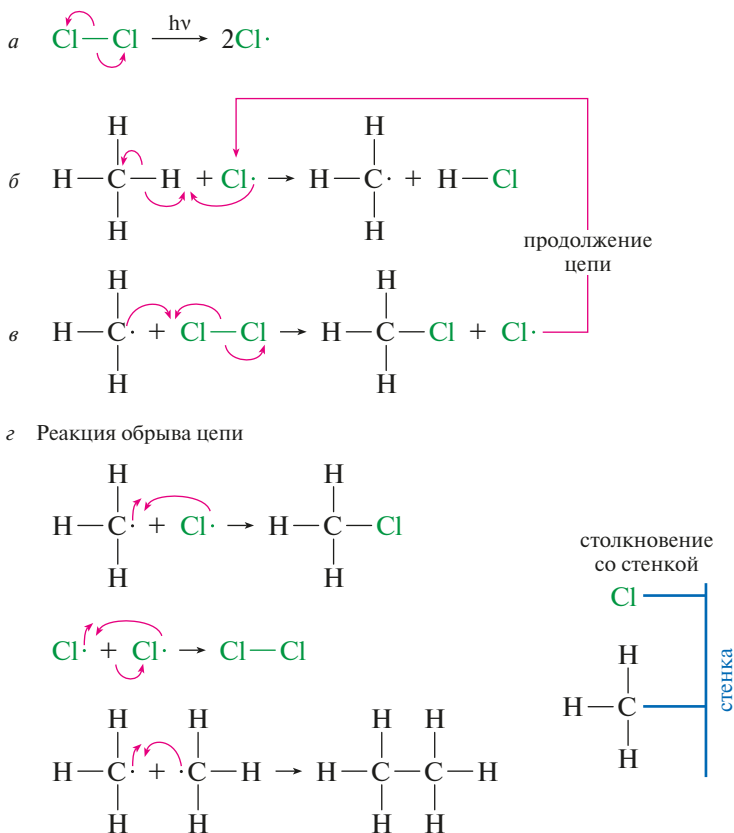 а Cl—Cl hν → 2Cl·
H H
б H—C—H + Cl· → H—C· + H—Cl
H H
продолжение
цепи
H H
в H—C· + Cl—Cl → H—C—Cl + Cl·
H H
г Реакция обрыва цепи
H H
H—C· + Cl· → H—C—Cl
H H
столкновение
со стенкой
Cl
Cl· + Cl· → Cl—Cl
стенка
H
H—C
H
H H H H
H—C· + ·C—H → H—C—C—H
H H H H